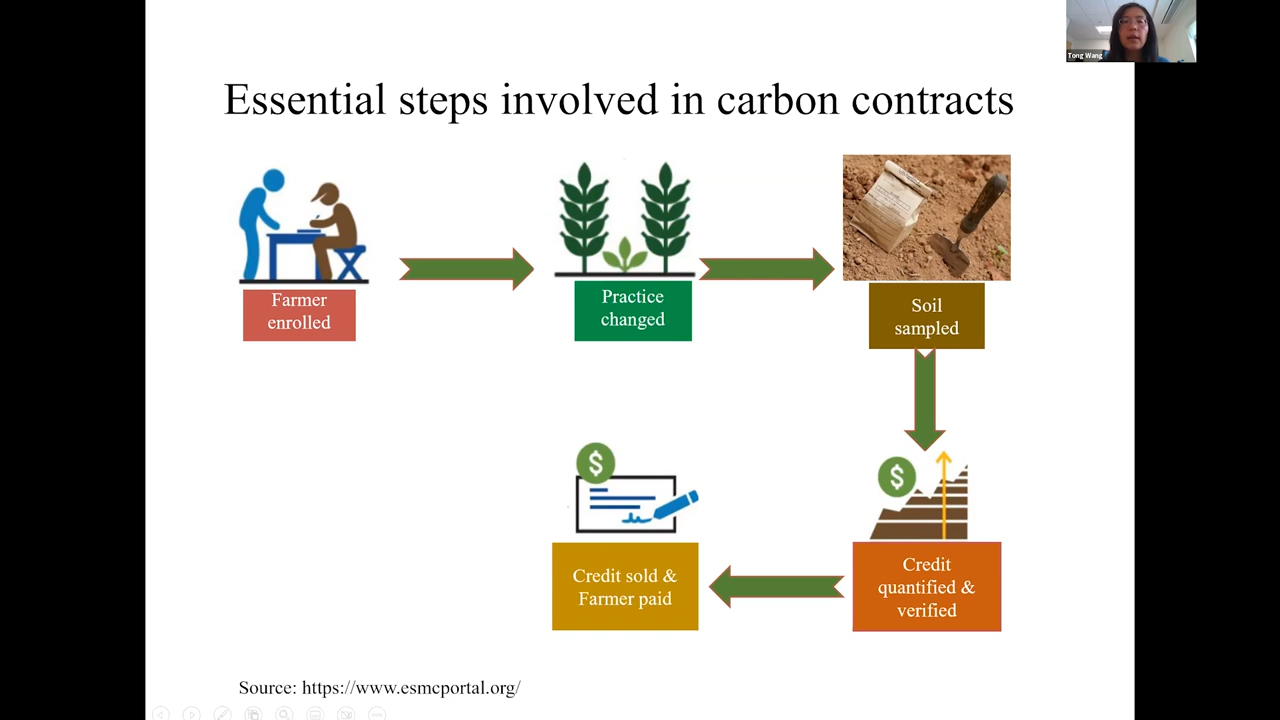 Tong Wang
Essential steps involved in carbon contracts
Farmer
enrolled
Practice
changed
Soil
sampled
$
$
Credit sold &
Farmer paid
Credit
quantified &
verified
Source: https://www.esmcportal.org/